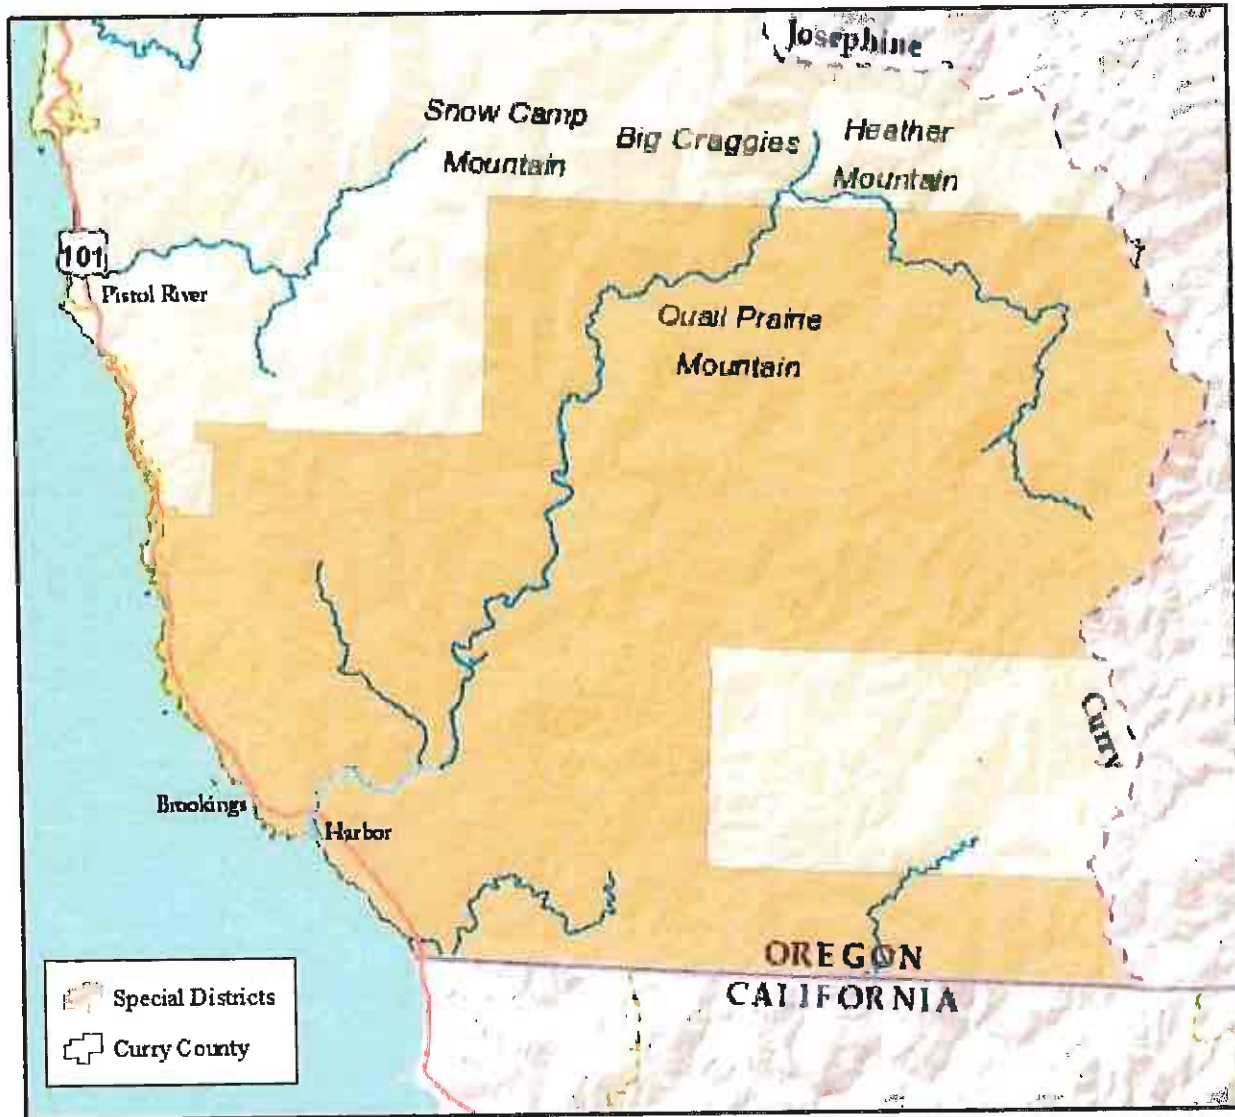 Josephine
Snow Camp
Mountain
Big Craggies
Heather
Mountain
101
Pistol River
Quail Prairie
Mountain
Curry
Brookings
Harbor
OREGON
CALIFORNIA
Special Districts
Curry County